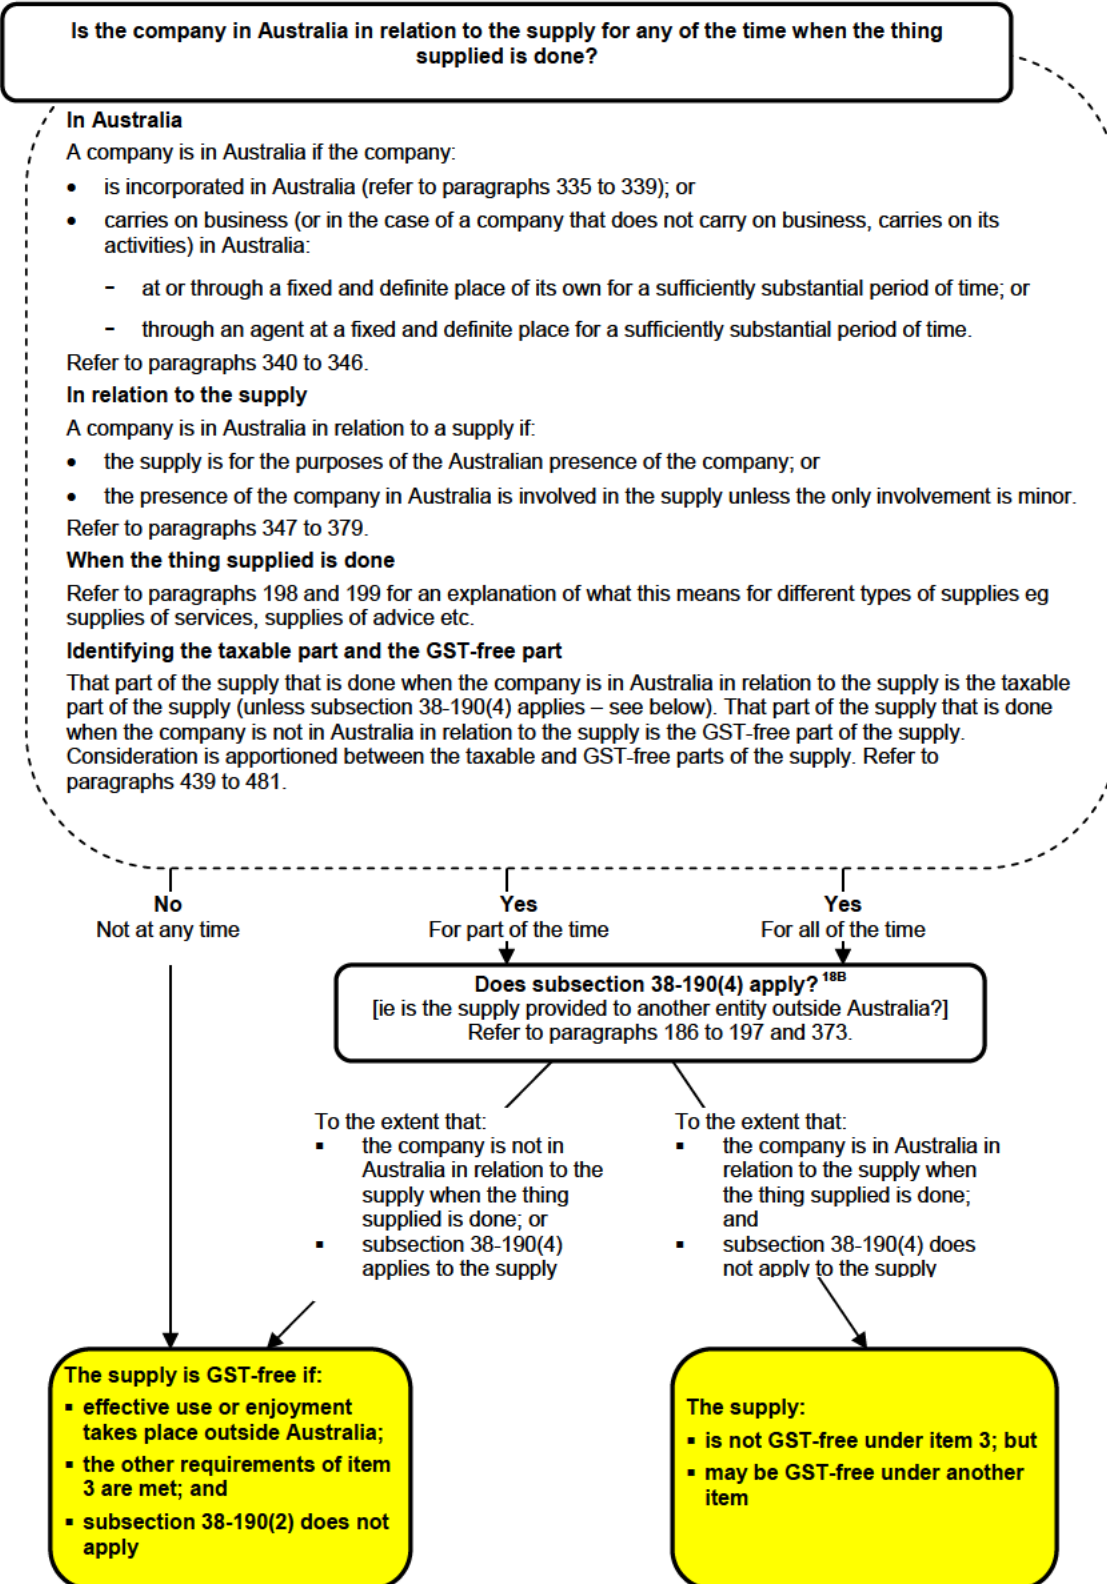 Is the company in Australia in relation to the supply for any of the time when the thing
supplied is done?
In Australia
A company is in Australia if the company:
• is incorporated in Australia (refer to paragraphs 335 to 339); or
• carries on business (or in the case of a company that does not carry on business, carries on its
activities) in Australia:
- at or through a fixed and definite place of its own for a sufficiently substantial period of time; or
- through an agent at a fixed and definite place for a sufficiently substantial period of time.
Refer to paragraphs 340 to 346.
In relation to the supply
A company is in Australia in relation to a supply if:
• the supply is for the purposes of the Australian presence of the company; or
• the presence of the company in Australia is involved in the supply unless the only involvement is minor.
Refer to paragraphs 347 to 379.
When the thing supplied is done
Refer to paragraphs 198 and 199 for an explanation of what this means for different types of supplies eg
supplies of services, supplies of advice etc.
Identifying the taxable part and the GST-free part
That part of the supply that is done when the company is in Australia in relation to the supply is the taxable
part of the supply (unless subsection 38-190(4) applies – see below). That part of the supply that is done
when the company is not in Australia in relation to the supply is the GST-free part of the supply.
Consideration is apportioned between the taxable and GST-free parts of the supply. Refer to
paragraphs 439 to 481.
No
Not at any time
Yes
For part of the time
Yes
For all of the time
Does subsection 38-190(4) apply? 18B
[ie is the supply provided to another entity outside Australia?]
Refer to paragraphs 186 to 197 and 373.
To the extent that:
▪ the company is not in
Australia in relation to the
supply when the thing
supplied is done; or
▪ subsection 38-190(4)
applies to the supply
To the extent that:
▪ the company is in Australia in
relation to the supply when
the thing supplied is done;
and
▪ subsection 38-190(4) does
not apply to the supply
The supply is GST-free if:
▪ effective use or enjoyment
takes place outside Australia;
▪ the other requirements of item
3 are met; and
▪ subsection 38-190(2) does not
apply
The supply:
▪ is not GST-free under item 3; but
▪ may be GST-free under another
item